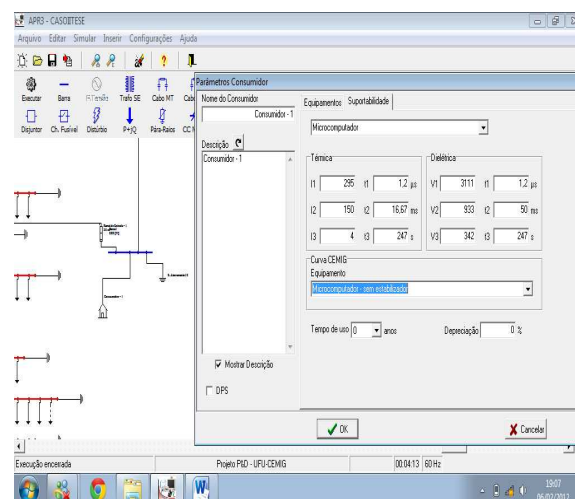 APR3 - CASOIITESE
Arquivo Editar Simular Inserir Configurações Ajuda
Executar Barra F.Tensão Trafo SE Cabo MT
Disjuntor Ch. Fusível Distúrbio P+jQ Pára-Raios
Parâmetros Consumidor
Nome do Consumidor
Consumidor - 1
Descrição
Consumidor - 1
Mostrar Descrição
DPS
Equipamentos Suportabilidade
Microcomputador
Térmica
I1 295 t1 1,2 µs
I2 150 t2 16,67 ms
I3 4 t3 247 s
Dielétrica
V1 3111 t1 1,2 µs
V2 933 t2 50 ms
V3 342 t3 247 s
Curva CEMIG
Equipamento
Microcomputador - sem estabilizador
Tempo de uso 0 anos Depreciação 0 %
OK Cancelar
Execução encerrada Projeto P&D - UFU-CEMIG 00:04:13 60 Hz
19:07
06/02/2012